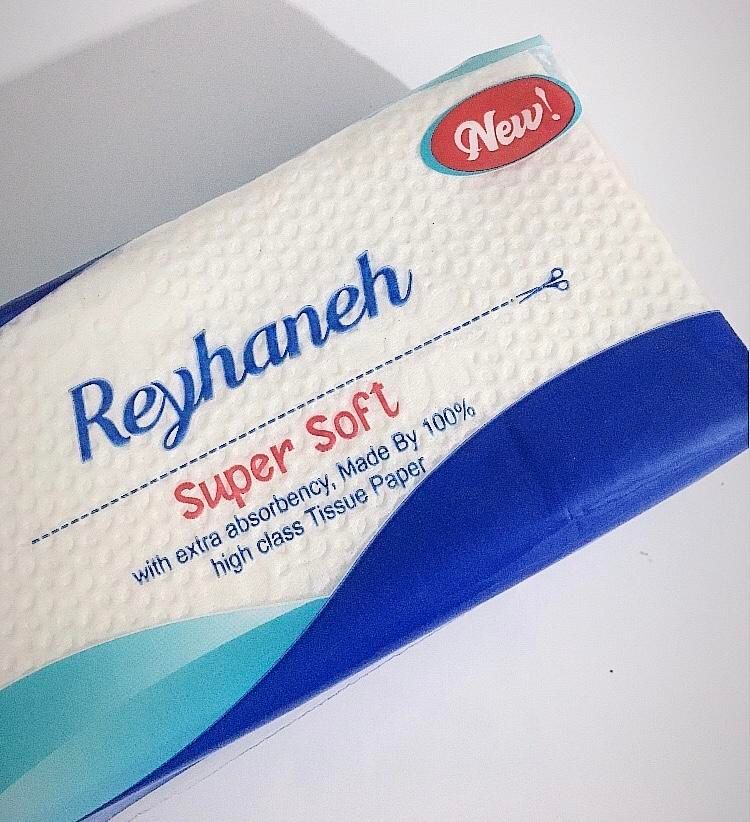 New!
Reyhaneh
Super Soft
with extra absorbency, Made By 100%
high class Tissue Paper